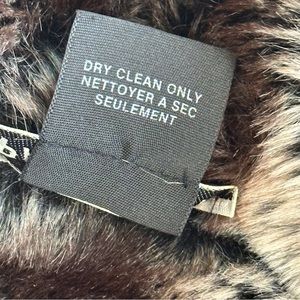 DRY CLEAN ONLY
NETTOYER A SEC
SEULEMENT